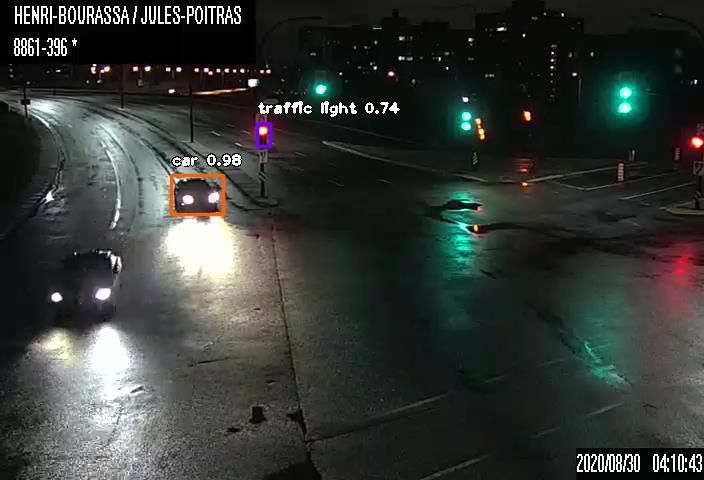 HENRI-BOURASSA / JULES-POITRAS
8861-396 *
traffic light 0.74
car 0.98
2020/08/30 04:10:43